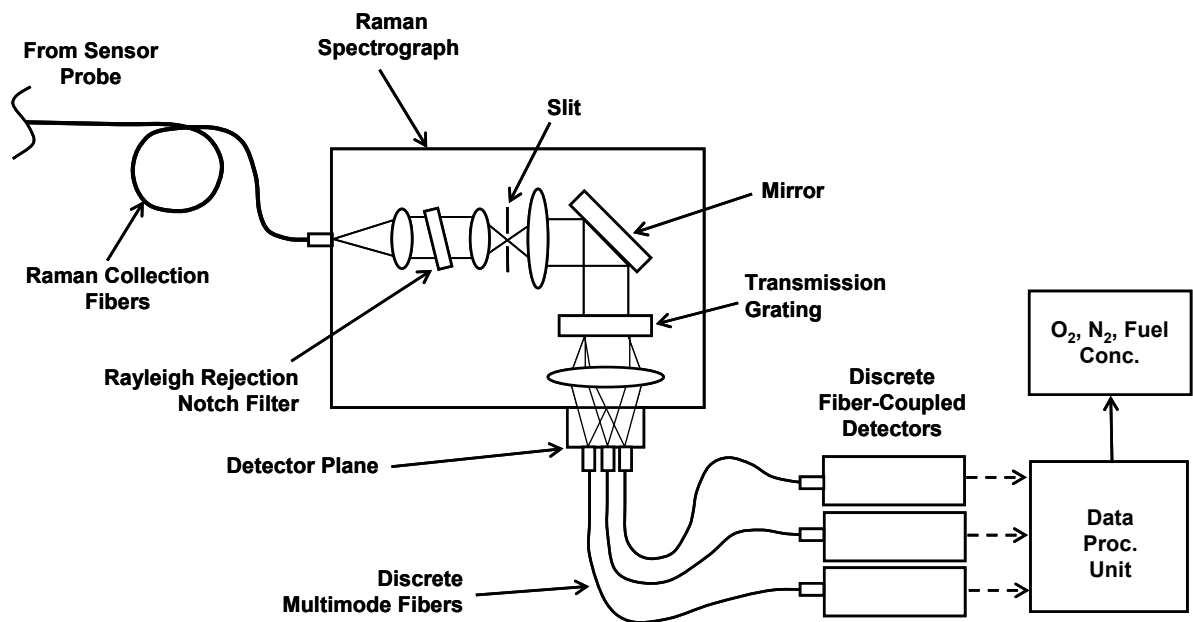 From Sensor
Probe
Raman
Spectrograph
Slit
Mirror
Raman Collection
Fibers
Transmission
Grating
Rayleigh Rejection
Notch Filter
O₂, N₂, Fuel
Conc.
Discrete
Fiber-Coupled
Detectors
Detector Plane
Data
Proc.
Unit
Discrete
Multimode Fibers